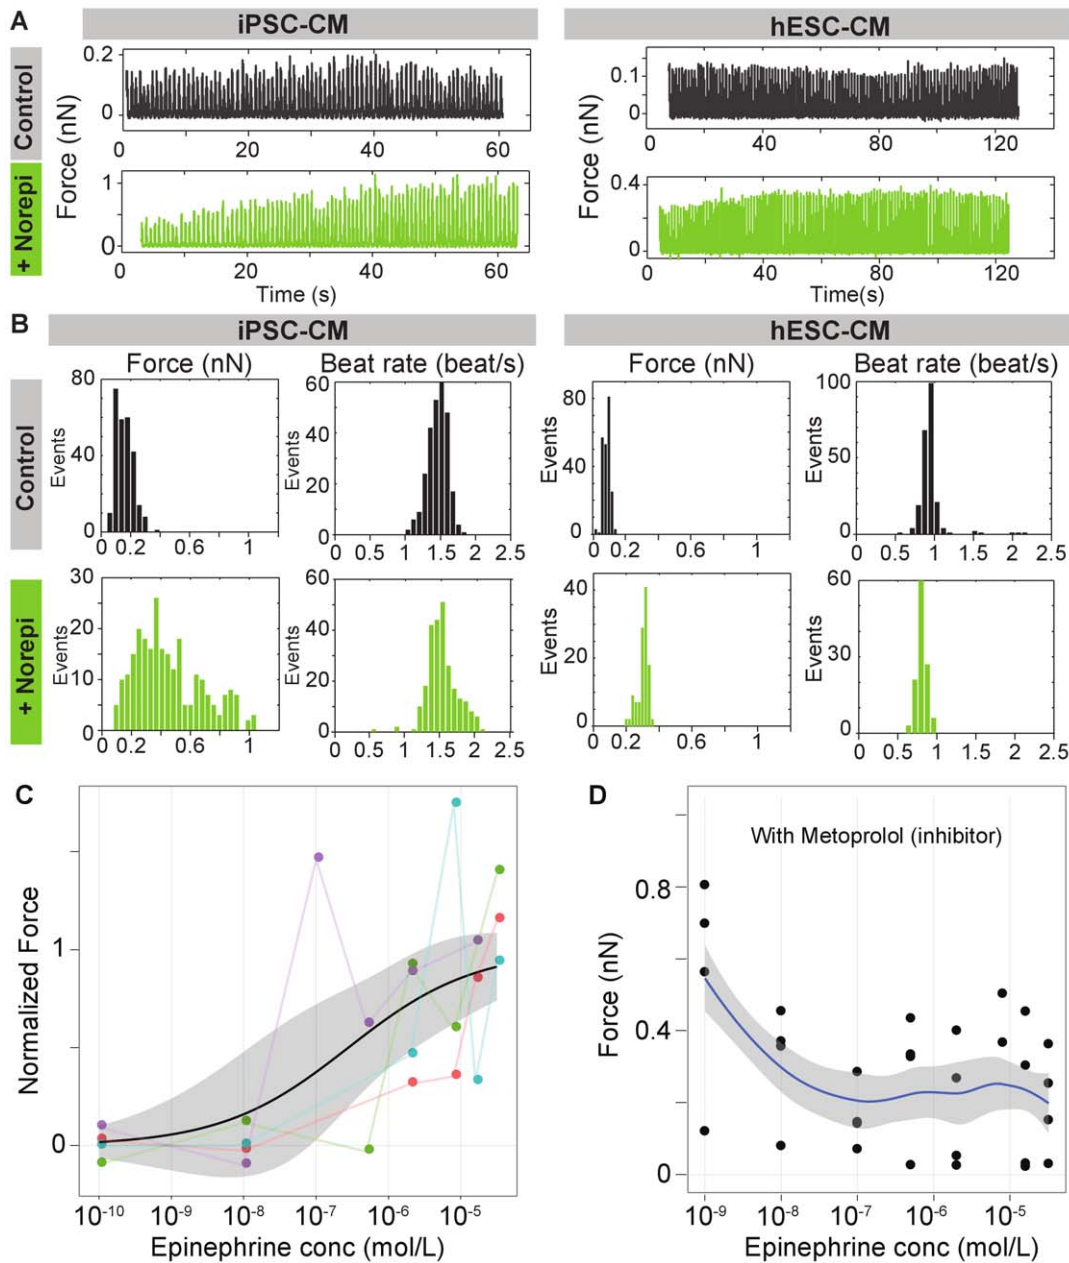 A
iPSC-CM
hESC-CM
Control
Force (nN)
0.2
0
0 20 40 60
Force (nN)
0.1
0
0 40 80 120
+ Norepi
1
0
0 20 40 60
Time (s)
0.4
0
0 40 80 120
Time(s)
B
iPSC-CM
hESC-CM
Control
Force (nN)
Events
80
40
0
0 0.2 0.6 1
Beat rate (beat/s)
Events
60
40
20
0
0 0.5 1 1.5 2 2.5
Force (nN)
Events
80
40
0
0 0.2 0.6 1
Beat rate (beat/s)
Events
100
50
0
0 0.5 1 1.5 2 2.5
+ Norepi
Events
30
20
10
0
0 0.2 0.6 1
Events
60
40
20
0
0 0.5 1 1.5 2 2.5
Events
40
20
0
0 0.2 0.6 1
Events
60
30
0
0 0.5 1 1.5 2 2.5
C
Normalized Force
1
0
10⁻¹⁰ 10⁻⁹ 10⁻⁸ 10⁻⁷ 10⁻⁶ 10⁻⁵
Epinephrine conc (mol/L)
D
With Metoprolol (inhibitor)
Force (nN)
0.8
0.4
0
10⁻⁹ 10⁻⁸ 10⁻⁷ 10⁻⁶ 10⁻⁵
Epinephrine conc (mol/L)